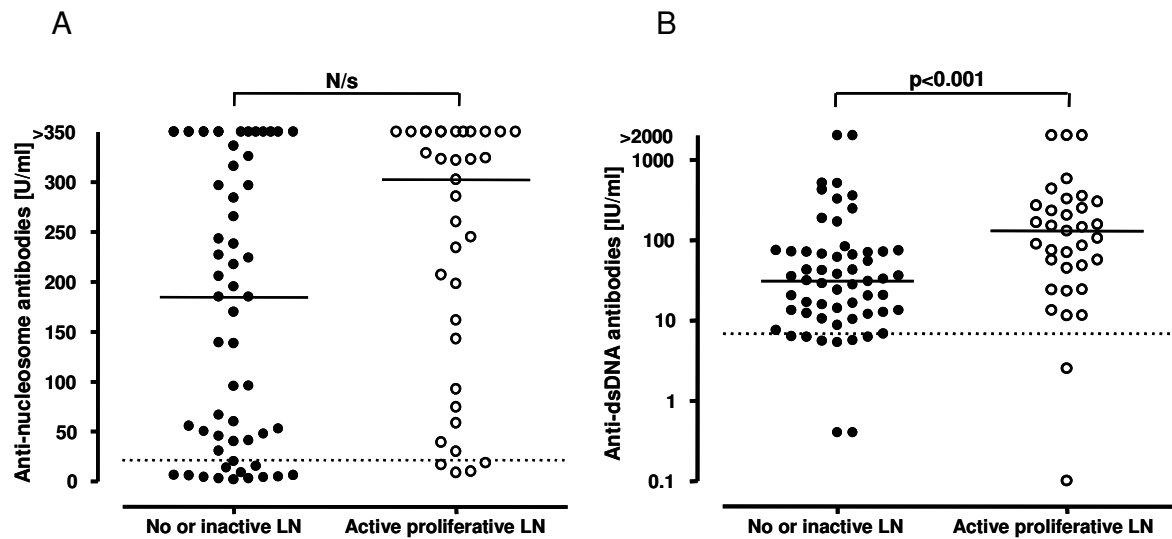 A
N/s
Anti-nucleosome antibodies [U/ml]
>350
300
250
200
150
100
50
0
No or inactive LN
Active proliferative LN
B
p<0.001
Anti-dsDNA antibodies [IU/ml]
>2000
1000
100
10
1
0.1
No or inactive LN
Active proliferative LN